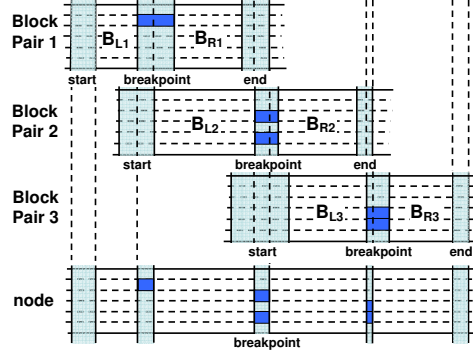 Block
Pair 1
BL1
BR1
start
breakpoint
end
Block
Pair 2
BL2
BR2
start
breakpoint
end
Block
Pair 3
BL3
BR3
start
breakpoint
end
node
breakpoint